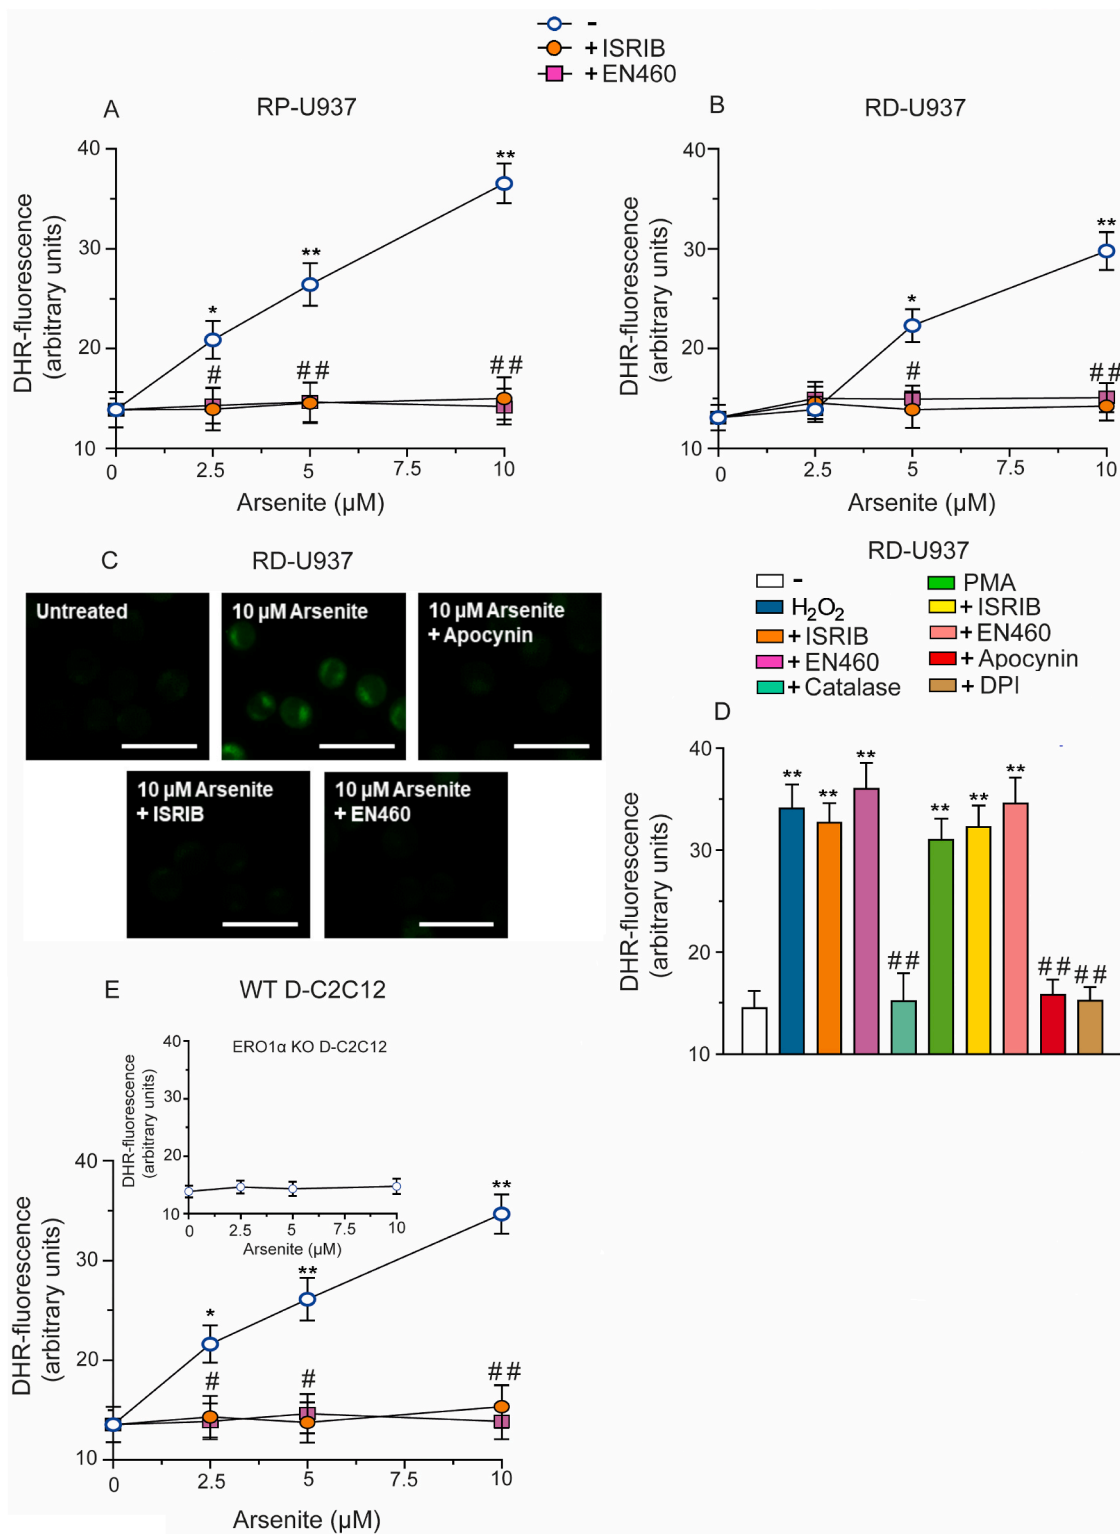 -
+ ISRIB
+ EN460
A
RP-U937
40
30
20
10
DHR-fluorescence
(arbitrary units)
*
**
**
#
##
##
0
2.5
5
7.5
10
Arsenite (µM)
B
RD-U937
40
30
20
10
DHR-fluorescence
(arbitrary units)
*
**
#
##
0
2.5
5
7.5
10
Arsenite (µM)
C
RD-U937
Untreated
10 µM Arsenite
10 µM Arsenite
+ Apocynin
10 µM Arsenite
+ ISRIB
10 µM Arsenite
+ EN460
RD-U937
-
H₂O₂
+ ISRIB
+ EN460
+ Catalase
PMA
+ ISRIB
+ EN460
+ Apocynin
+ DPI
D
40
30
20
10
DHR-fluorescence
(arbitrary units)
**
**
**
##
**
**
**
##
##
E
WT D-C2C12
ERO1α KO D-C2C12
40
30
20
10
DHR-fluorescence
(arbitrary units)
0
2.5
5
7.5
10
Arsenite (µM)
40
30
20
10
DHR-fluorescence
(arbitrary units)
*
**
**
#
#
##
0
2.5
5
7.5
10
Arsenite (µM)